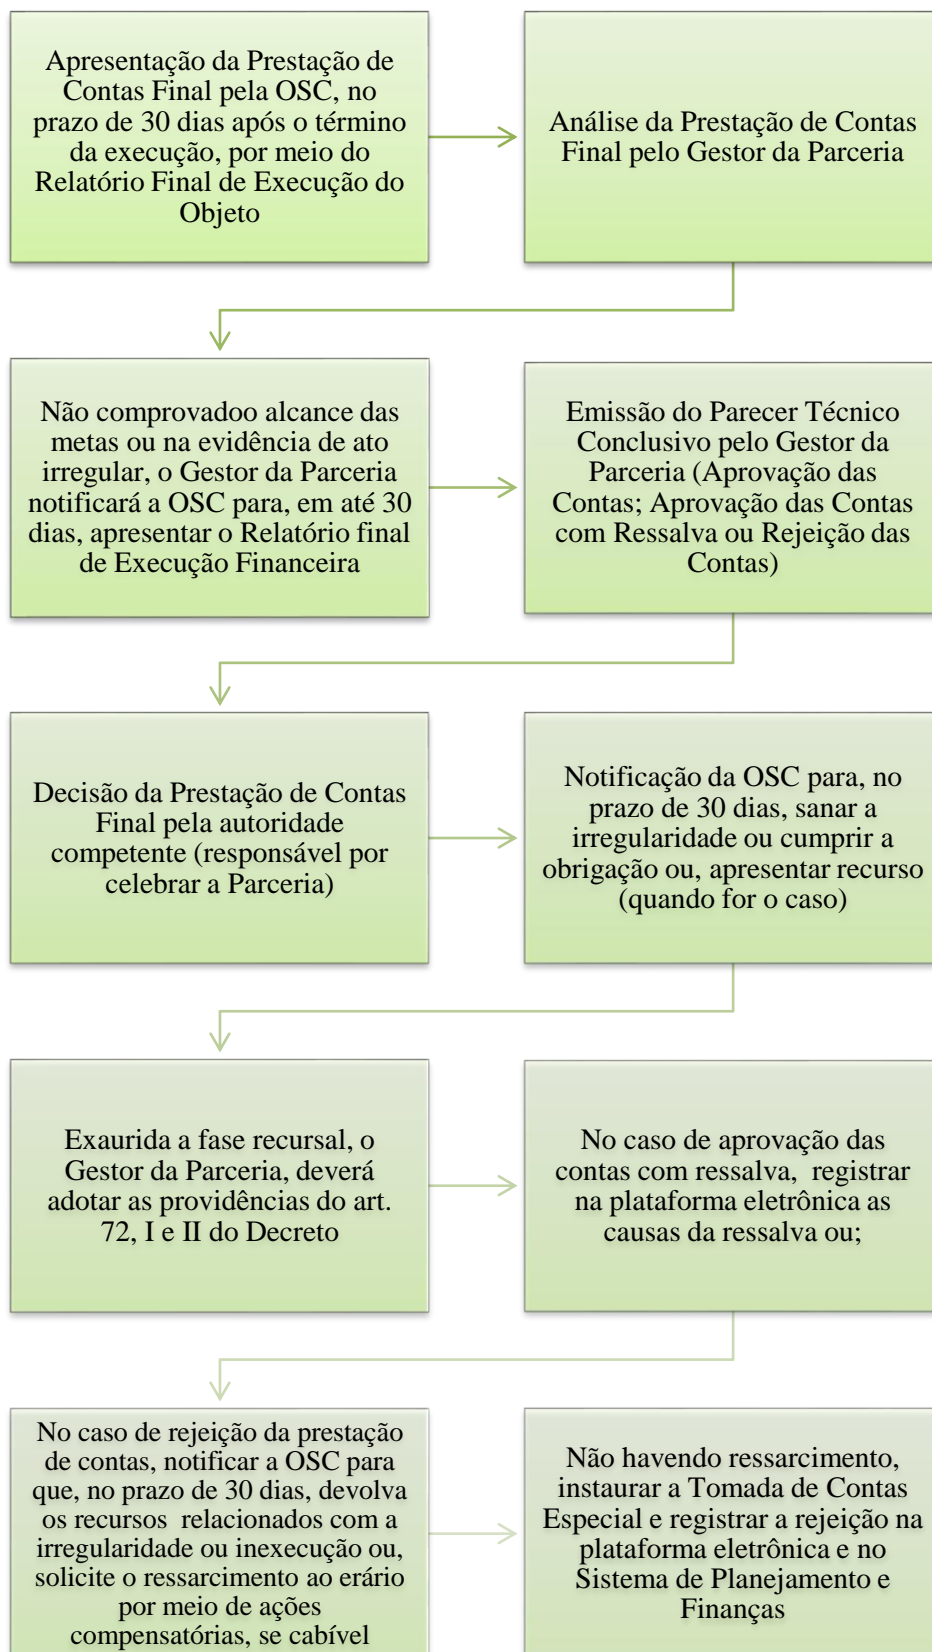 Apresentação da Prestação de
Contas Final pela OSC, no
prazo de 30 dias após o término
da execução, por meio do
Relatório Final de Execução do
Objeto
Análise da Prestação de Contas
Final pelo Gestor da Parceria
Não comprovadoo alcance das
metas ou na evidência de ato
irregular, o Gestor da Parceria
notificará a OSC para, em até 30
dias, apresentar o Relatório final
de Execução Financeira
Emissão do Parecer Técnico
Conclusivo pelo Gestor da
Parceria (Aprovação das
Contas; Aprovação das Contas
com Ressalva ou Rejeição das
Contas)
Decisão da Prestação de Contas
Final pela autoridade
competente (responsável por
celebrar a Parceria)
Notificação da OSC para, no
prazo de 30 dias, sanar a
irregularidade ou cumprir a
obrigação ou, apresentar recurso
(quando for o caso)
Exaurida a fase recursal, o
Gestor da Parceria, deverá
adotar as providências do art.
72, I e II do Decreto
No caso de aprovação das
contas com ressalva, registrar
na plataforma eletrônica as
causas da ressalva ou;
No caso de rejeição da prestação
de contas, notificar a OSC para
que, no prazo de 30 dias, devolva
os recursos relacionados com a
irregularidade ou inexecução ou,
solicite o ressarcimento ao erário
por meio de ações
compensatórias, se cabível
Não havendo ressarcimento,
instaurar a Tomada de Contas
Especial e registrar a rejeição na
plataforma eletrônica e no
Sistema de Planejamento e
Finanças